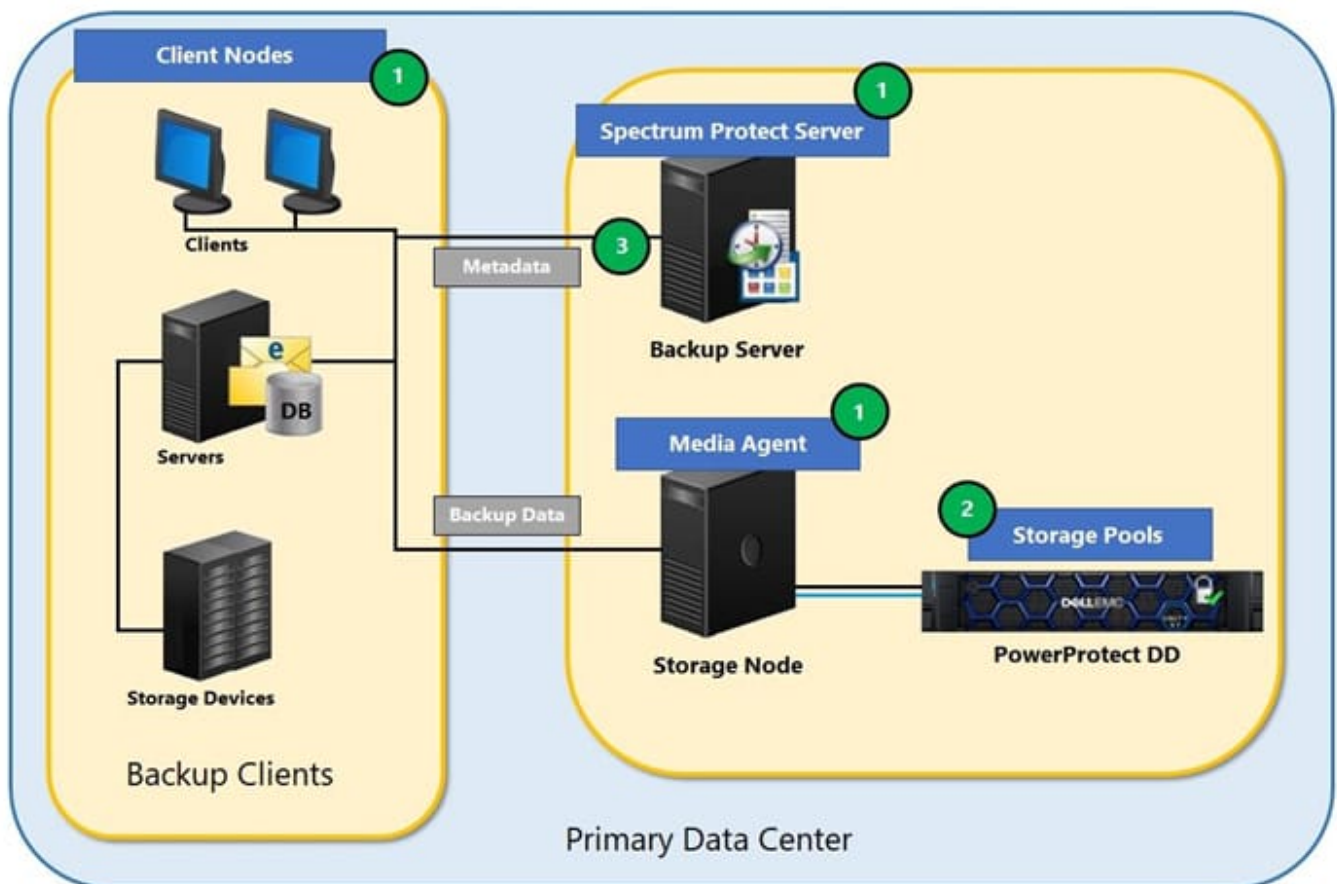 Client Nodes
1
Clients
Servers
e
DB
Storage Devices
Backup Clients
Metadata
3
Backup Data
Spectrum Protect Server
1
Backup Server
Media Agent
1
Storage Node
2
Storage Pools
DELLEMC
PowerProtect DD
Primary Data Center